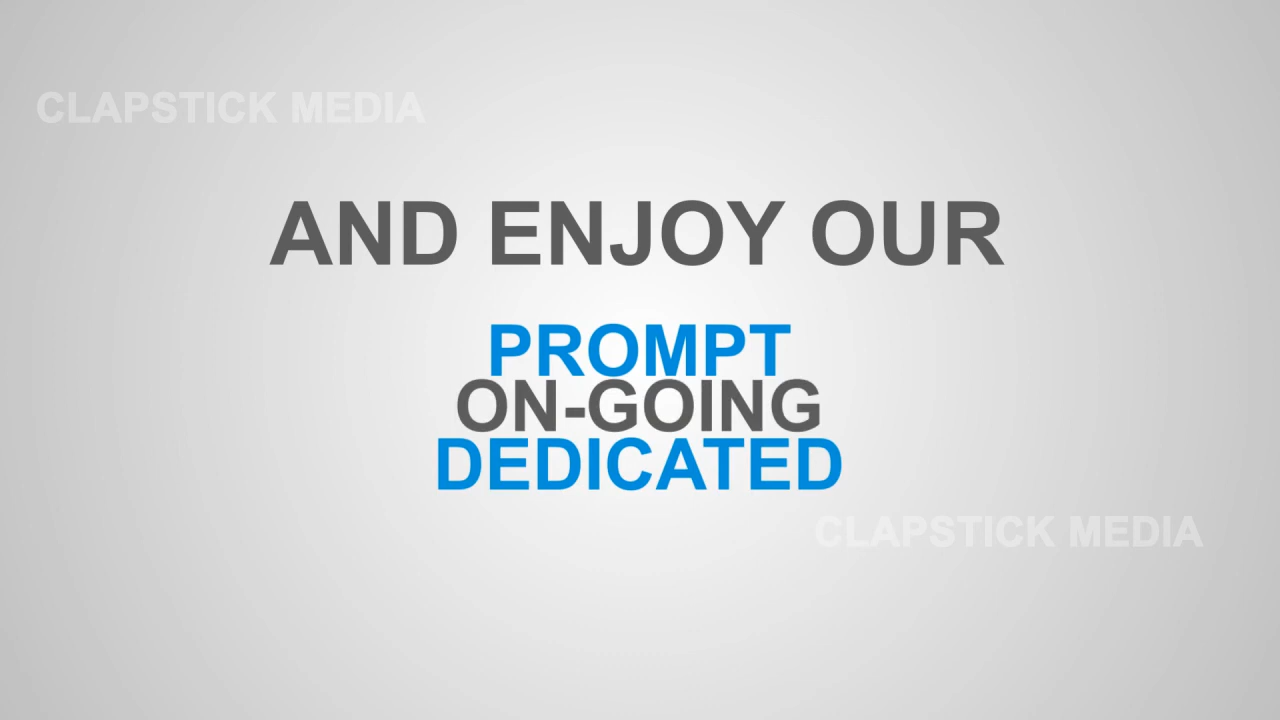 CLAPSTICK MEDIA
AND ENJOY OUR
PROMPT
ON-GOING
DEDICATED
CLAPSTICK MEDIA